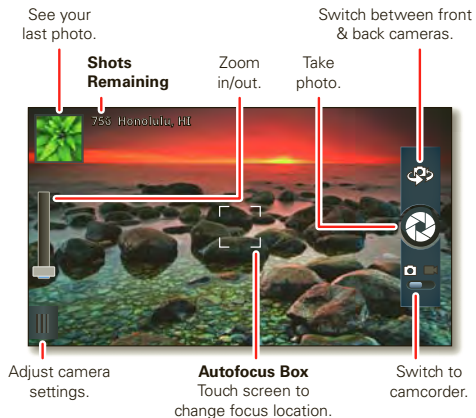 See your
last photo.
Switch between front
& back cameras.
Shots
Remaining
Zoom
in/out.
Take
photo.
756 Honolulu, HI
Adjust camera
settings.
Autofocus Box
Touch screen to
change focus location.
Switch to
camcorder.